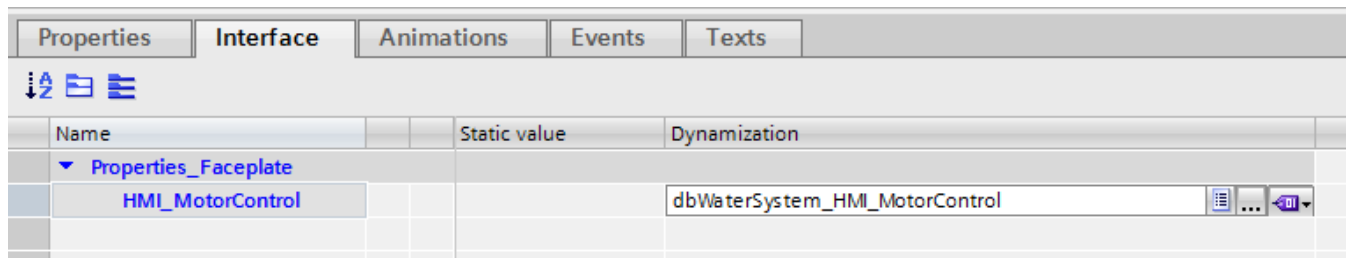 Properties Interface Animations Events Texts
Name Static value Dynamization
Properties_Faceplate
HMI_MotorControl dbWaterSystem_HMI_MotorControl ...